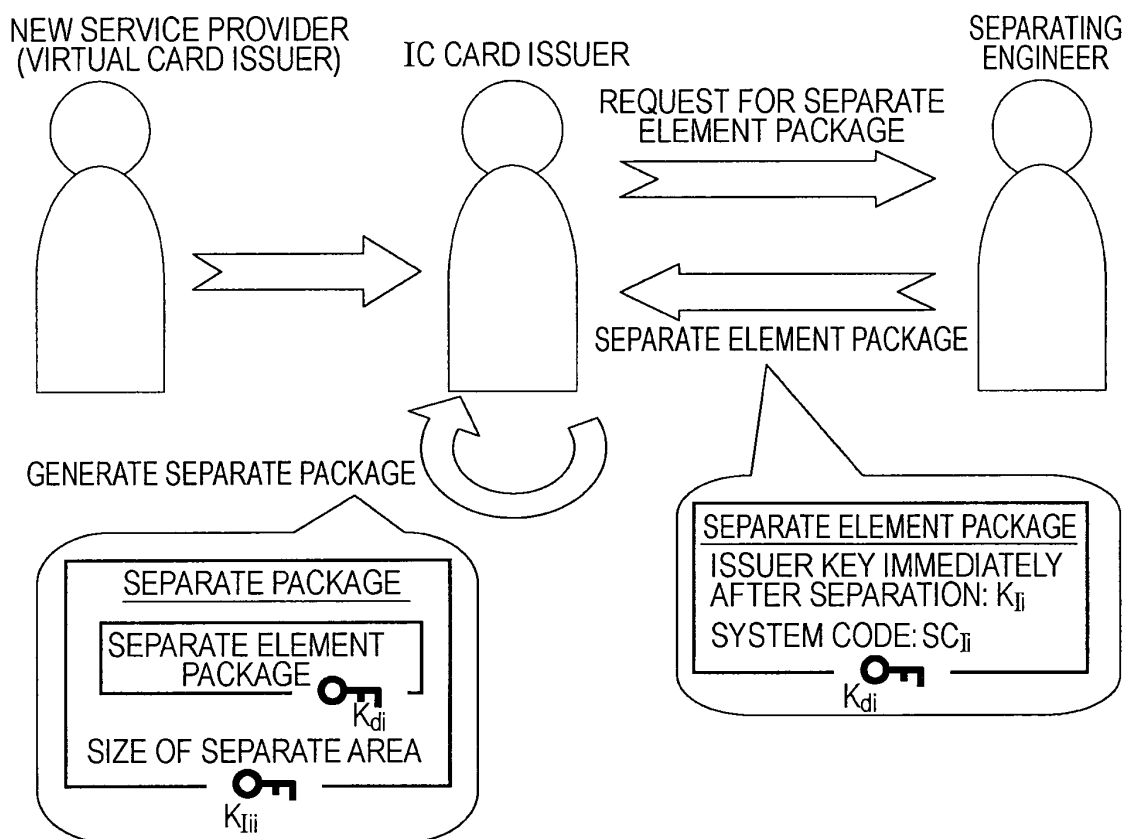 NEW SERVICE PROVIDER
(VIRTUAL CARD ISSUER)
IC CARD ISSUER
SEPARATING
ENGINEER
REQUEST FOR SEPARATE
ELEMENT PACKAGE
SEPARATE ELEMENT PACKAGE
GENERATE SEPARATE PACKAGE
SEPARATE PACKAGE
SEPARATE ELEMENT
PACKAGE
Kdi
SIZE OF SEPARATE AREA
KIii
SEPARATE ELEMENT PACKAGE
ISSUER KEY IMMEDIATELY
AFTER SEPARATION: KIi
SYSTEM CODE: SCIi
Kdi